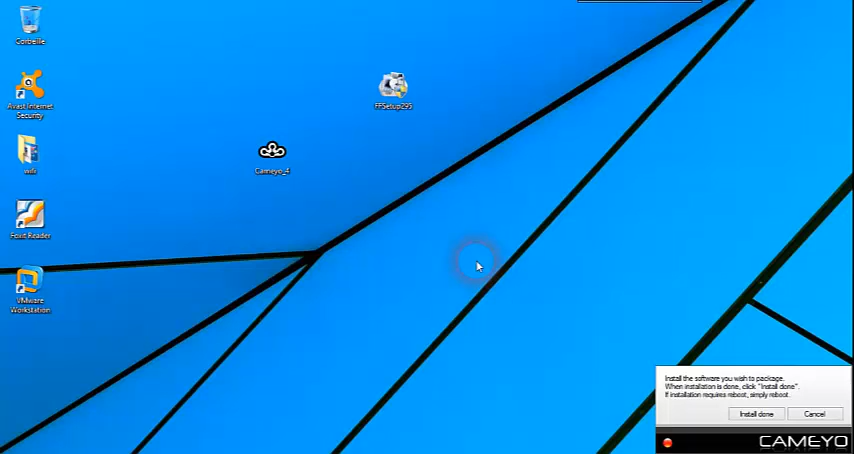 Corbeille
Avast Internet
Security
wifi
Foxit Reader
VMware
Workstation
FFSetup295
Cameyo_4
Install the software you wish to package.
When installation is done, click "Install done".
If installation requires reboot, simply reboot.
Install done
Cancel
CAMEYO